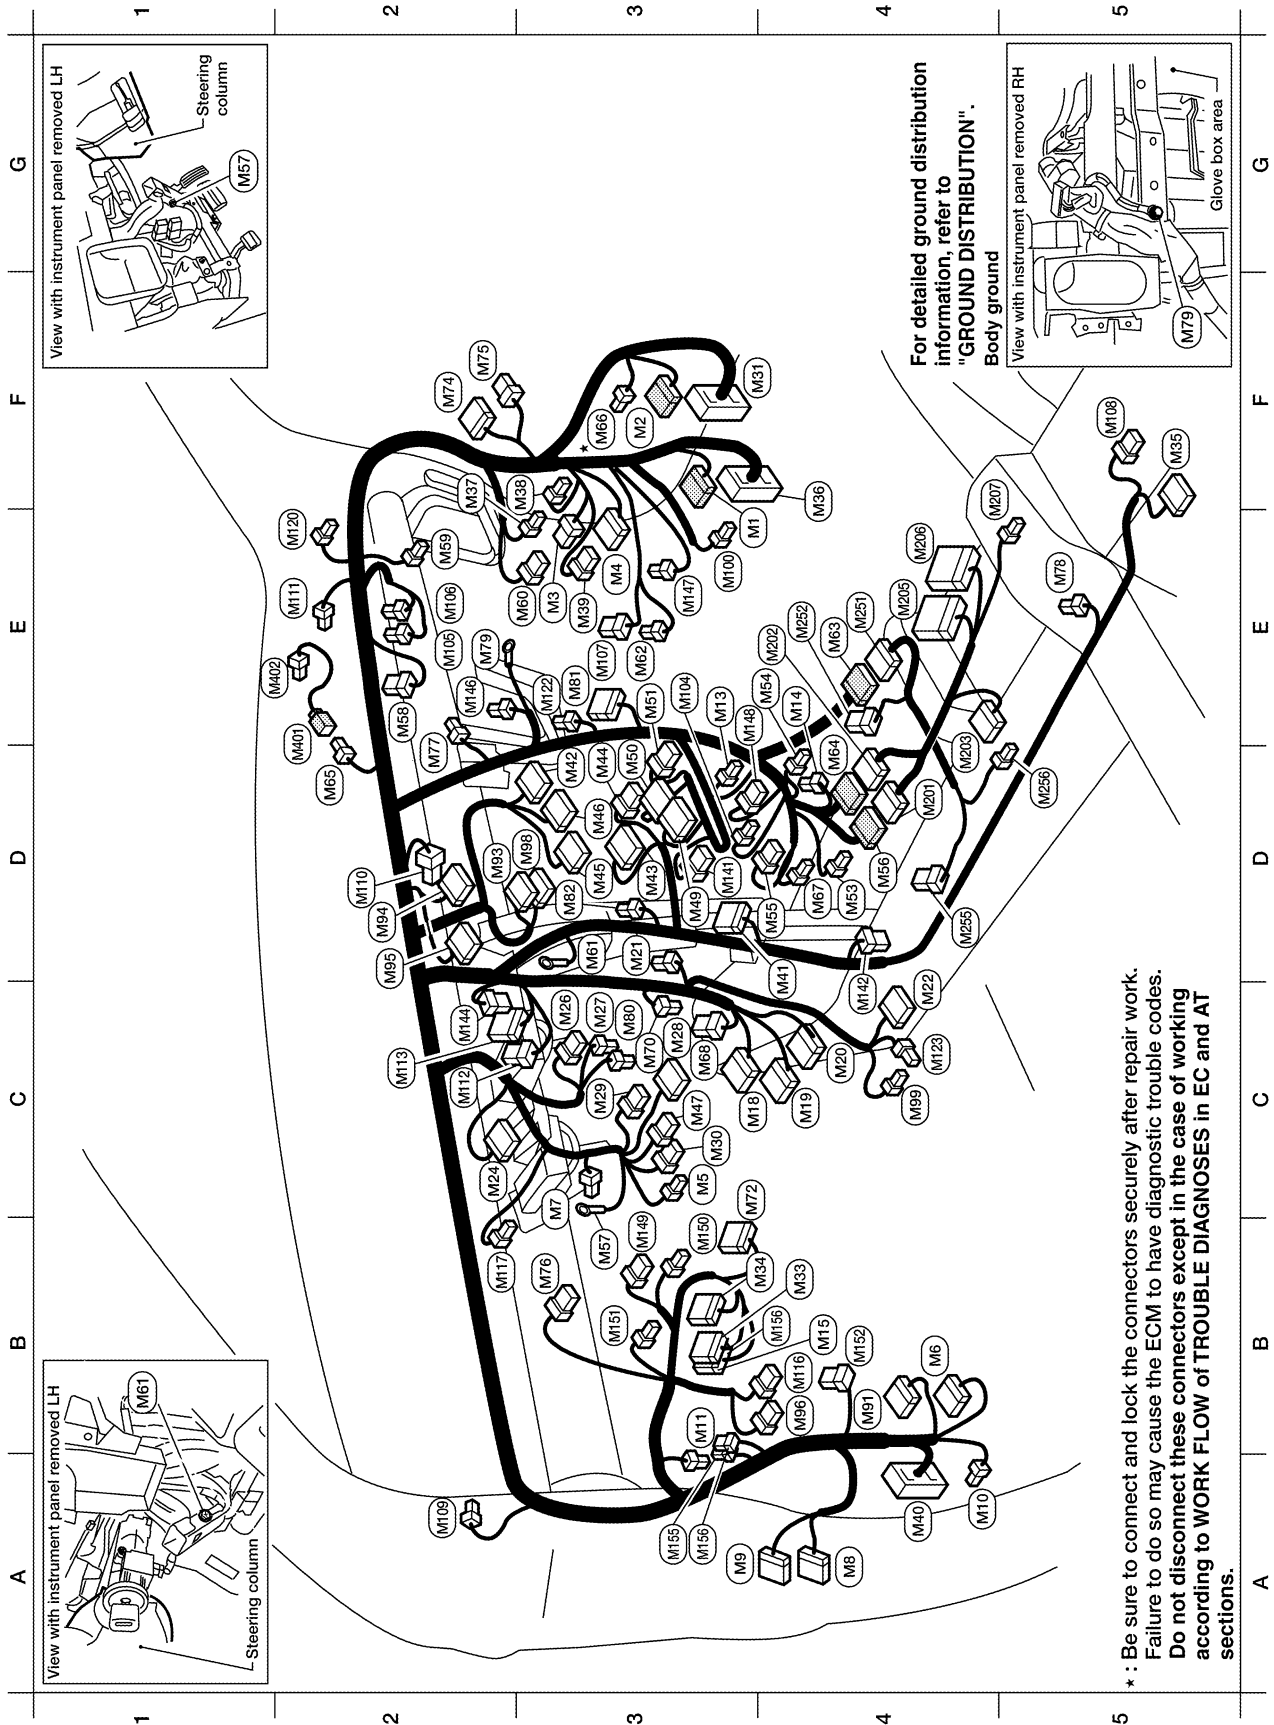 A
B
C
D
E
F
G
1
2
3
4
5
View with instrument panel removed LH
M61
Steering column
View with instrument panel removed LH
Steering
column
M57
M109
M117
M76
M24
M112
M113
M144
M95
M94
M110
M65
M401
M402
M111
M120
M59
M58
M106
M105
M79
M146
M77
M122
M81
M42
M44
M50
M51
M104
M13
M148
M54
M14
M64
M202
M252
M63
M251
M205
M206
M207
M107
M62
M60
M3
M39
M4
M37
M38
M147
M100
M1
M36
M74
M75
M66
*
M2
M31
M93
M98
M82
M46
M45
M43
M49
M141
M55
M67
M53
M56
M201
M203
M256
M255
M61
M21
M41
M142
M22
M26
M27
M80
M70
M28
M68
M29
M47
M30
M5
M18
M19
M20
M99
M123
M7
M57
M149
M150
M72
M34
M33
M156
M15
M151
M116
M96
M152
M91
M6
M11
M155
M156
M9
M8
M40
M10
M78
M108
M35
For detailed ground distribution
information, refer to
"GROUND DISTRIBUTION".
Body ground
View with instrument panel removed RH
M79
Glove box area
* : Be sure to connect and lock the connectors securely after repair work.
Failure to do so may cause the ECM to have diagnostic trouble codes.
Do not disconnect these connectors except in the case of working
according to WORK FLOW of TROUBLE DIAGNOSES in EC and AT
sections.
A
B
C
D
E
F
G
1
2
3
4
5